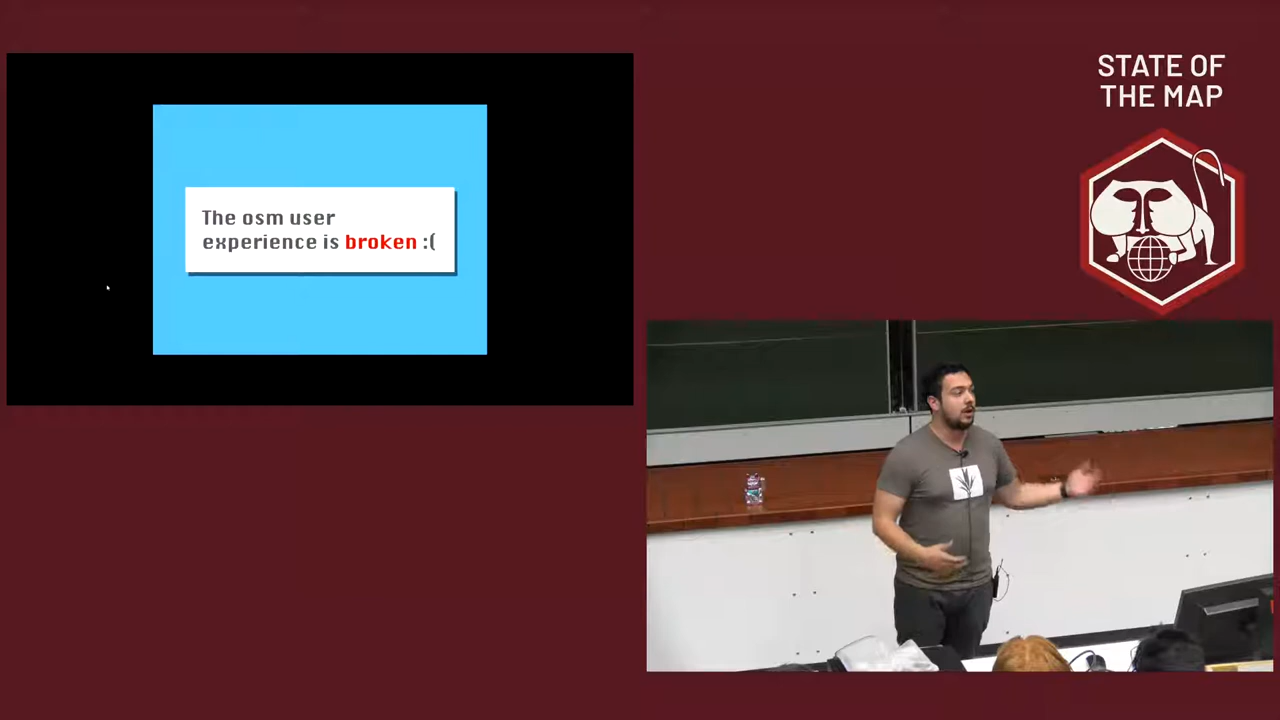 The osm user
experience is broken :(
STATE OF
THE MAP